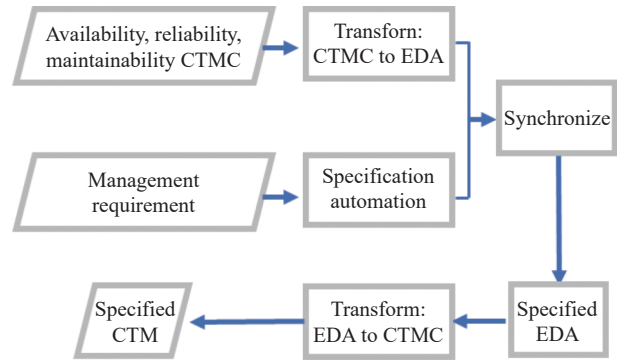 Availability, reliability,
maintainability CTMC
Transforn:
CTMC to EDA
Synchronize
Management
requirement
Specification
automation
Specified
CTM
Transform:
EDA to CTMC
Specified
EDA